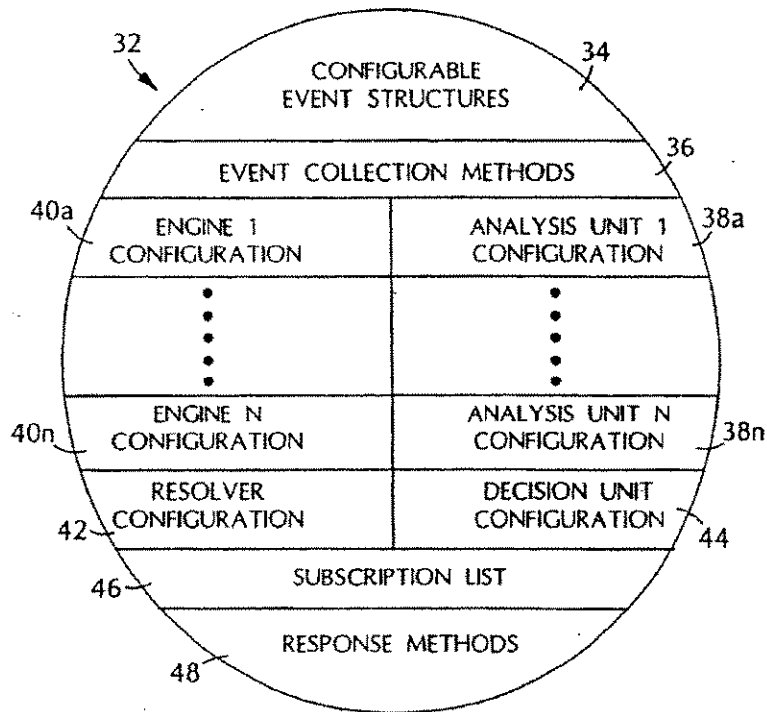 32
34
CONFIGURABLE
EVENT STRUCTURES
36
EVENT COLLECTION METHODS
40a
ENGINE 1
CONFIGURATION
ANALYSIS UNIT 1
CONFIGURATION
38a
40n
ENGINE N
CONFIGURATION
ANALYSIS UNIT N
CONFIGURATION
38n
RESOLVER
CONFIGURATION
42
DECISION UNIT
CONFIGURATION
44
46
SUBSCRIPTION LIST
RESPONSE METHODS
48